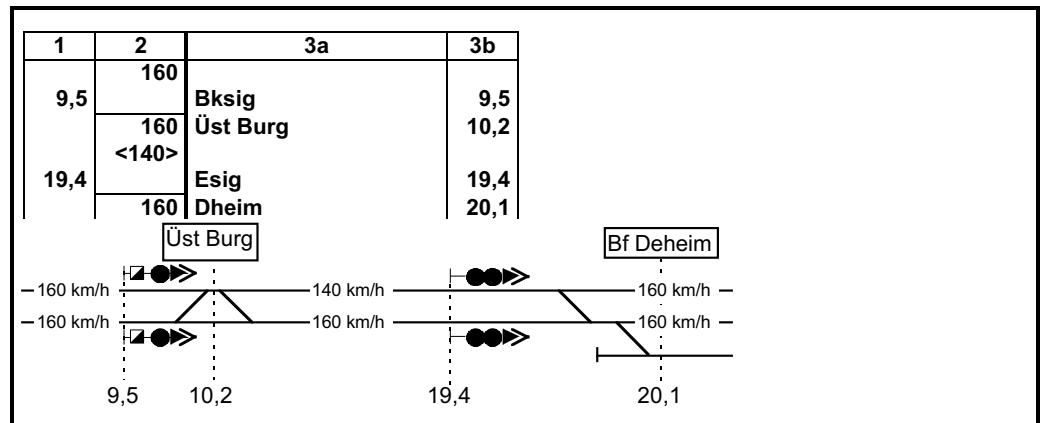 1 2 3a 3b
160
9,5 Bksig 9,5
160 Üst Burg 10,2
<140>
19,4 Esig 19,4
160 Dheim 20,1
Üst Burg Bf Deheim
160 km/h 140 km/h 160 km/h
160 km/h 160 km/h 160 km/h
9,5 10,2 19,4 20,1